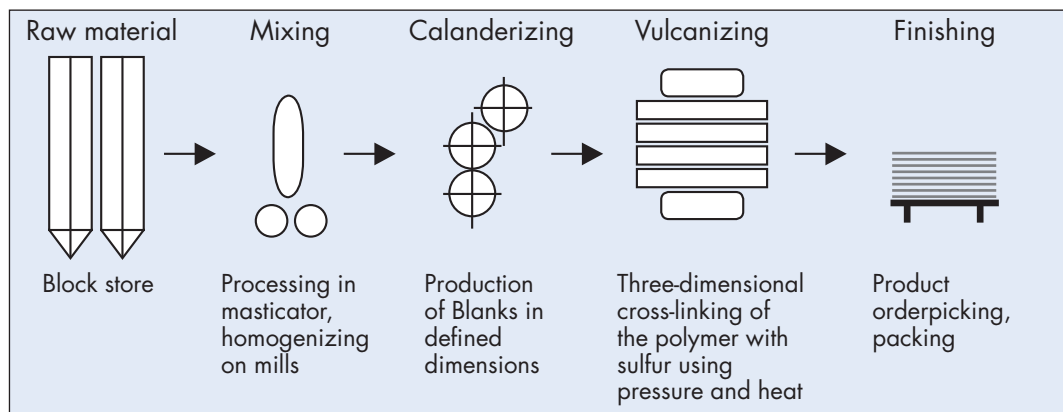 Raw material
Mixing
Calanderizing
Vulcanizing
Finishing
Block store
Processing in
masticator,
homogenizing
on mills
Production
of Blanks in
defined
dimensions
Three-dimensional
cross-linking of
the polymer with
sulfur using
pressure and heat
Product
orderpicking,
packing